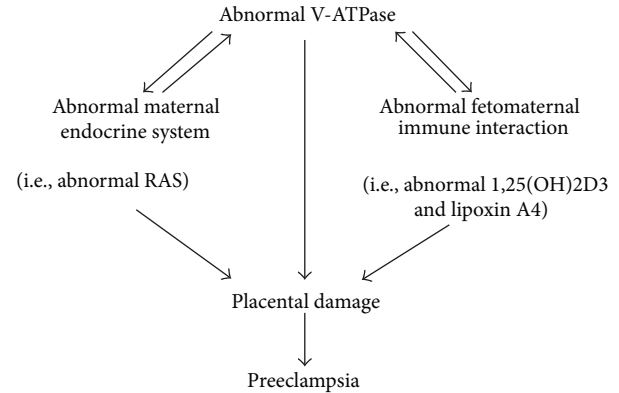 Abnormal V-ATPase
Abnormal maternal
endocrine system
(i.e., abnormal RAS)
Abnormal fetomaternal
immune interaction
(i.e., abnormal 1,25(OH)2D3
and lipoxin A4)
Placental damage
Preeclampsia